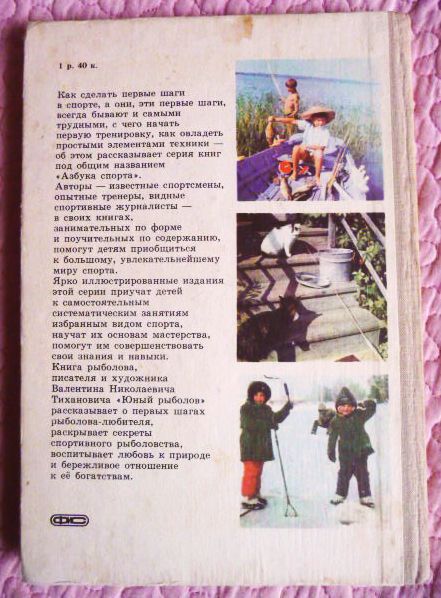 1 р. 40 к.
Как сделать первые шаги
в спорте, а они, эти первые шаги,
всегда бывают и самыми
трудными, с чего начать
первую тренировку, как овладеть
простыми элементами техники —
об этом рассказывает серия книг
под общим названием
«Азбука спорта».
Авторы — известные спортсмены,
опытные тренеры, видные
спортивные журналисты —
в своих книгах,
занимательных по форме
и поучительных по содержанию,
помогут детям приобщиться
к большому, увлекательнейшему
миру спорта.
Ярко иллюстрированные издания
этой серии приучат детей
к самостоятельным
систематическим занятиям
избранным видом спорта,
научат их основам мастерства,
помогут им совершенствовать
свои знания и навыки.
Книга рыболова,
писателя и художника
Валентина Николаевича
Тихановича «Юный рыболов»
рассказывает о первых шагах
рыболова-любителя,
раскрывает секреты
спортивного рыболовства,
воспитывает любовь к природе
и бережливое отношение
к её богатствам.
ФиС